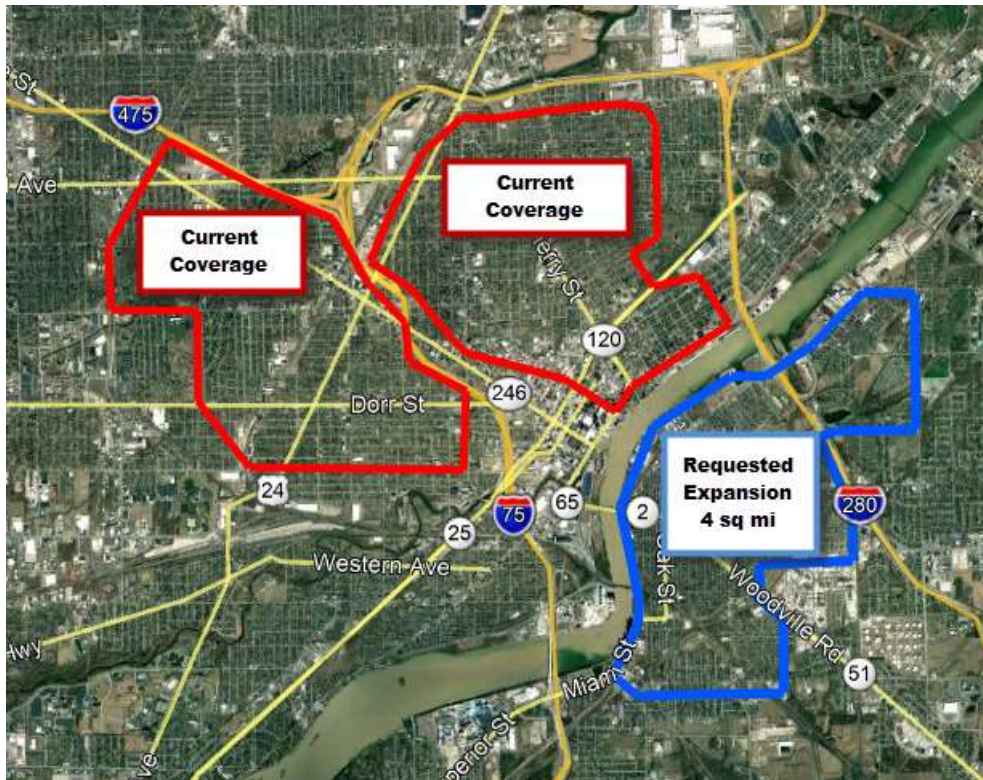 475
Ave
Current
Coverage
Current
Coverage
120
246
Dorr St
Requested
Expansion
4 sq mi
24
25
75
65
2
280
Western Ave
Oak St
Woodville Rd
Hwy
Miami St
51